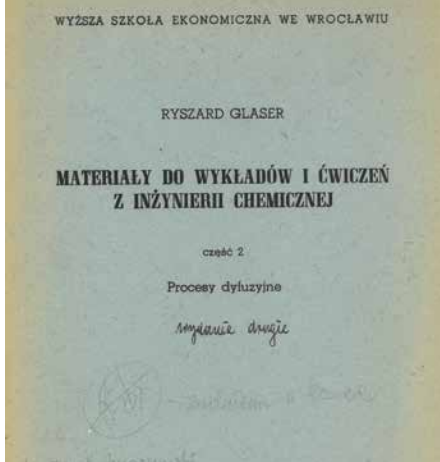 WYŻSZA SZKOŁA EKONOMICZNA WE WROCŁAWIU
RYSZARD GLASER
MATERIAŁY DO WYKŁADÓW I ĆWICZEŃ
Z INŻYNIERII CHEMICZNEJ
część 2
Procesy dyfuzyjne
wydanie drugie